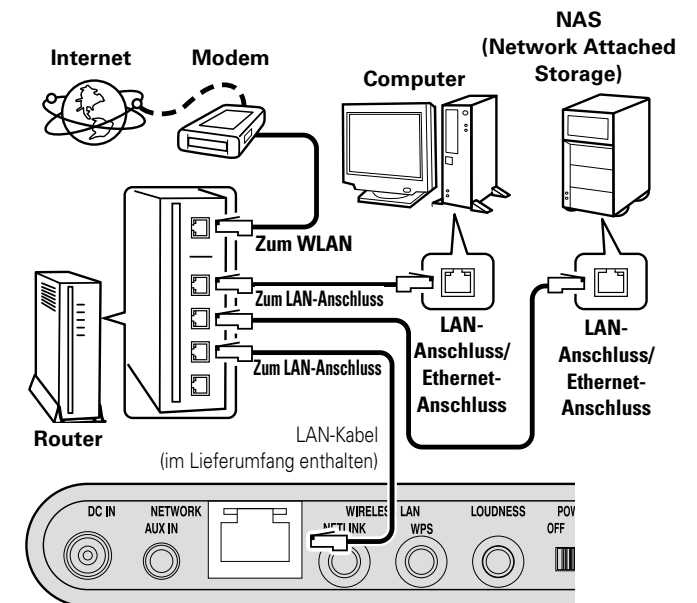 NAS
(Network Attached
Storage)
Internet
Modem
Computer
Zum WLAN
Zum LAN-Anschluss
Zum LAN-Anschluss
LAN-
Anschluss/
Ethernet-
Anschluss
LAN-
Anschluss/
Ethernet-
Anschluss
Router
LAN-Kabel
(im Lieferumfang enthalten)
DC IN
NETWORK
AUX IN
WIRELESS LAN
NETLINK
WPS
LOUDNESS
POW
OFF